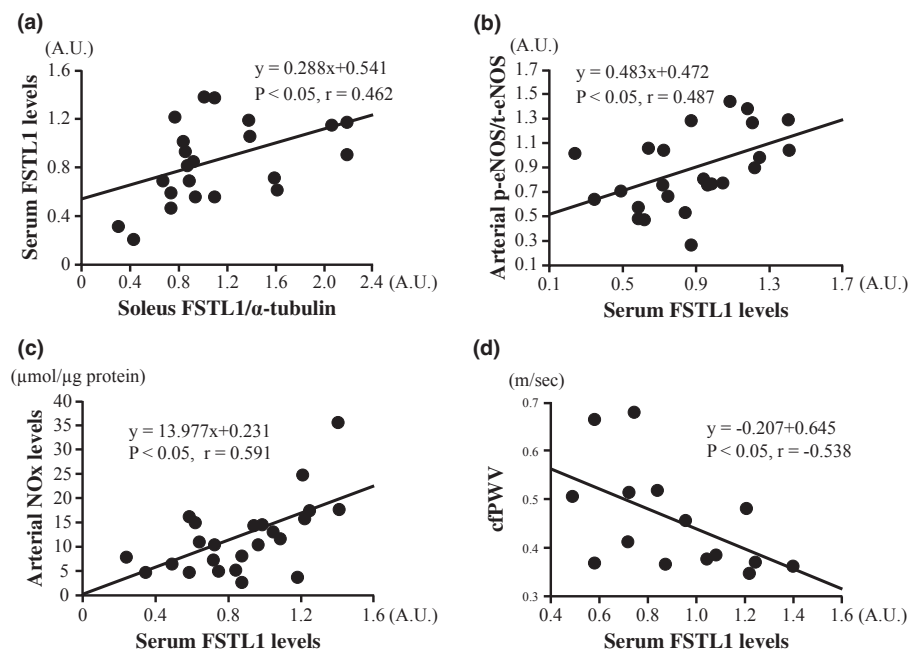 (a)
(A.U.)
1.6
1.2
0.8
0.4
0
Serum FSTL1 levels
y = 0.288x+0.541
P < 0.05, r = 0.462
0
0.4
0.8
1.2
1.6
2.0
2.4
(A.U.)
Soleus FSTL1/α-tubulin
(b)
(A.U.)
1.7
1.5
1.3
1.1
0.9
0.7
0.5
0.3
0.1
Arterial p-eNOS/t-eNOS
y = 0.483x+0.472
P < 0.05, r = 0.487
0.1
0.5
0.9
1.3
1.7
(A.U.)
Serum FSTL1 levels
(c)
(μmol/μg protein)
40
35
30
25
20
15
10
5
0
Arterial NOx levels
y = 13.977x+0.231
P < 0.05, r = 0.591
0
0.4
0.8
1.2
1.6
(A.U.)
Serum FSTL1 levels
(d)
(m/sec)
0.7
0.6
0.5
0.4
0.3
cfPWV
y = -0.207+0.645
P < 0.05, r = -0.538
0.4
0.6
0.8
1.0
1.2
1.4
1.6
(A.U.)
Serum FSTL1 levels